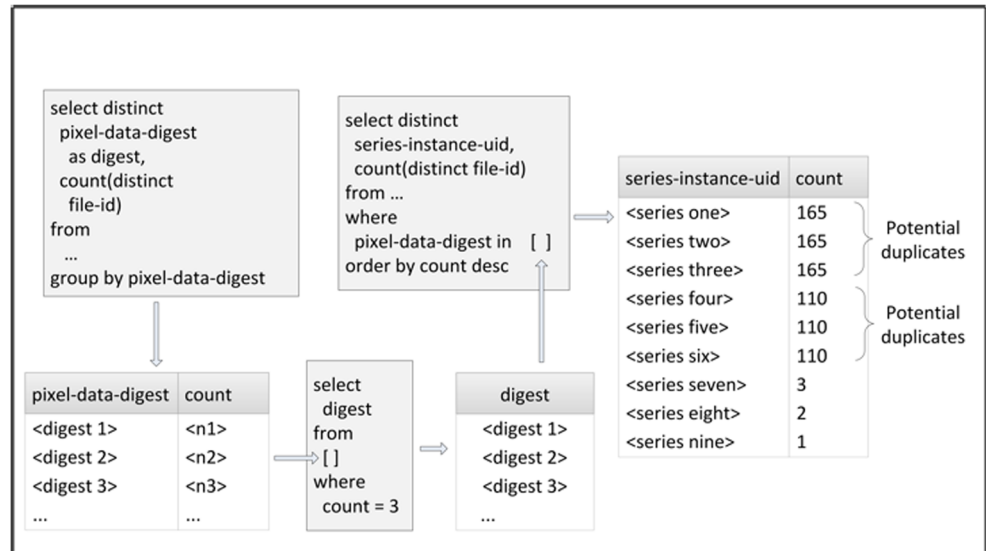 select distinct
pixel-data-digest
as digest,
count(distinct
file-id)
from
...
group by pixel-data-digest
pixel-data-digest count
<digest 1> <n1>
<digest 2> <n2>
<digest 3> <n3>
... ...
select
digest
from
[ ]
where
count = 3
digest
<digest 1>
<digest 2>
<digest 3>
...
select distinct
series-instance-uid,
count(distinct file-id)
from ...
where
pixel-data-digest in [ ]
order by count desc
series-instance-uid count
<series one> 165
<series two> 165
<series three> 165
<series four> 110
<series five> 110
<series six> 110
<series seven> 3
<series eight> 2
<series nine> 1
Potential
duplicates
Potential
duplicates